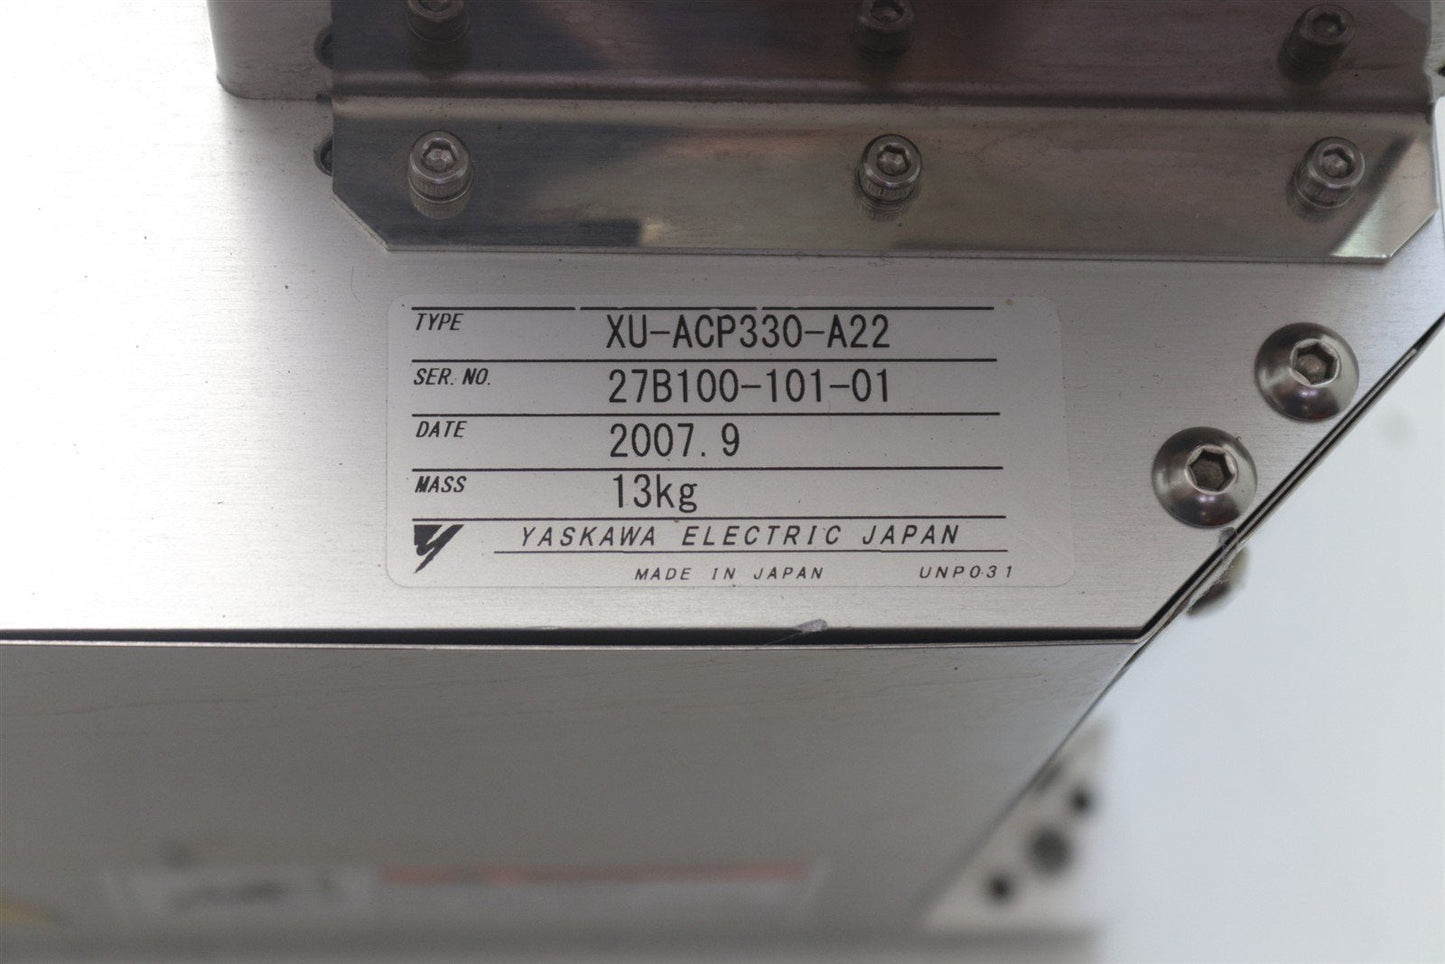 TYPE XU-ACP330-A22
SER. NO. 27B100-101-01
DATE 2007. 9
MASS 13kg
YASKAWA ELECTRIC JAPAN
MADE IN JAPAN UNP031